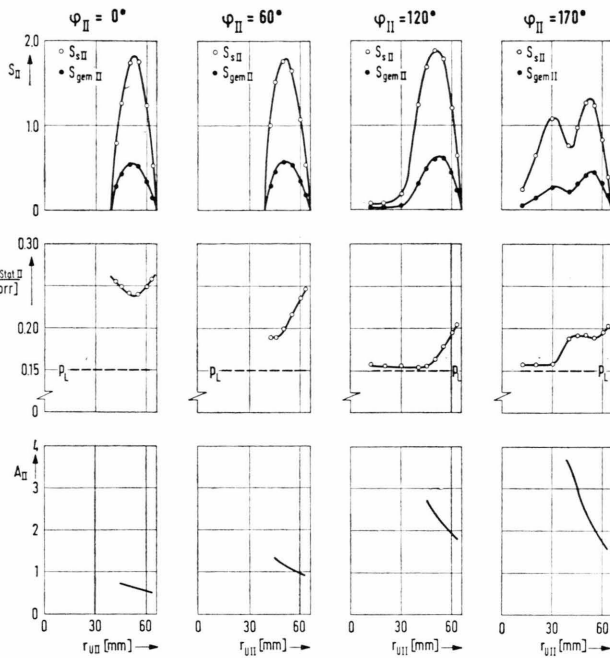 φII = 0° φII = 60° φII = 120° φII = 170°
2.0
SII
1.0
0
SsII
SgemII
SsII
SgemII
SsII
SgemII
SsII
SgemII
0.30
StatII
orr]
0.20
0.15
0
pL
pL
pL
pL
4
AII
3
2
1
0
0 30 60 0 30 60 0 30 60 0 30 60
rUII [mm] rUII [mm] rUII [mm] rUII [mm]